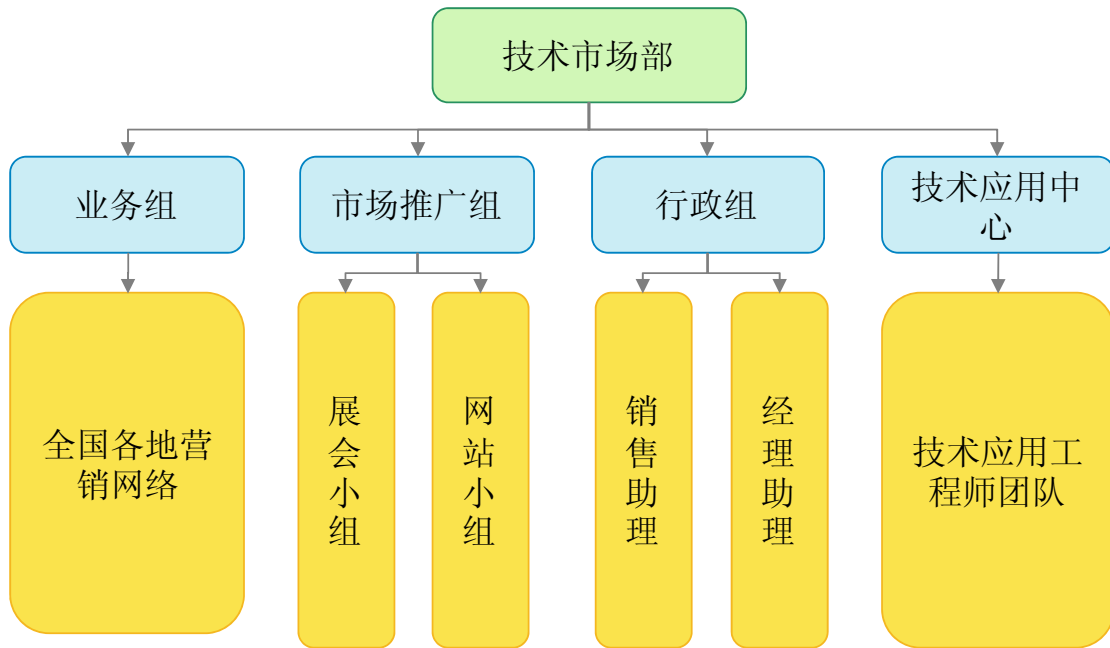 技术市场部
业务组
市场推广组
行政组
技术应用中
心
全国各地营
销网络
展会小组
网站小组
销售助理
经理助理
技术应用工
程师团队